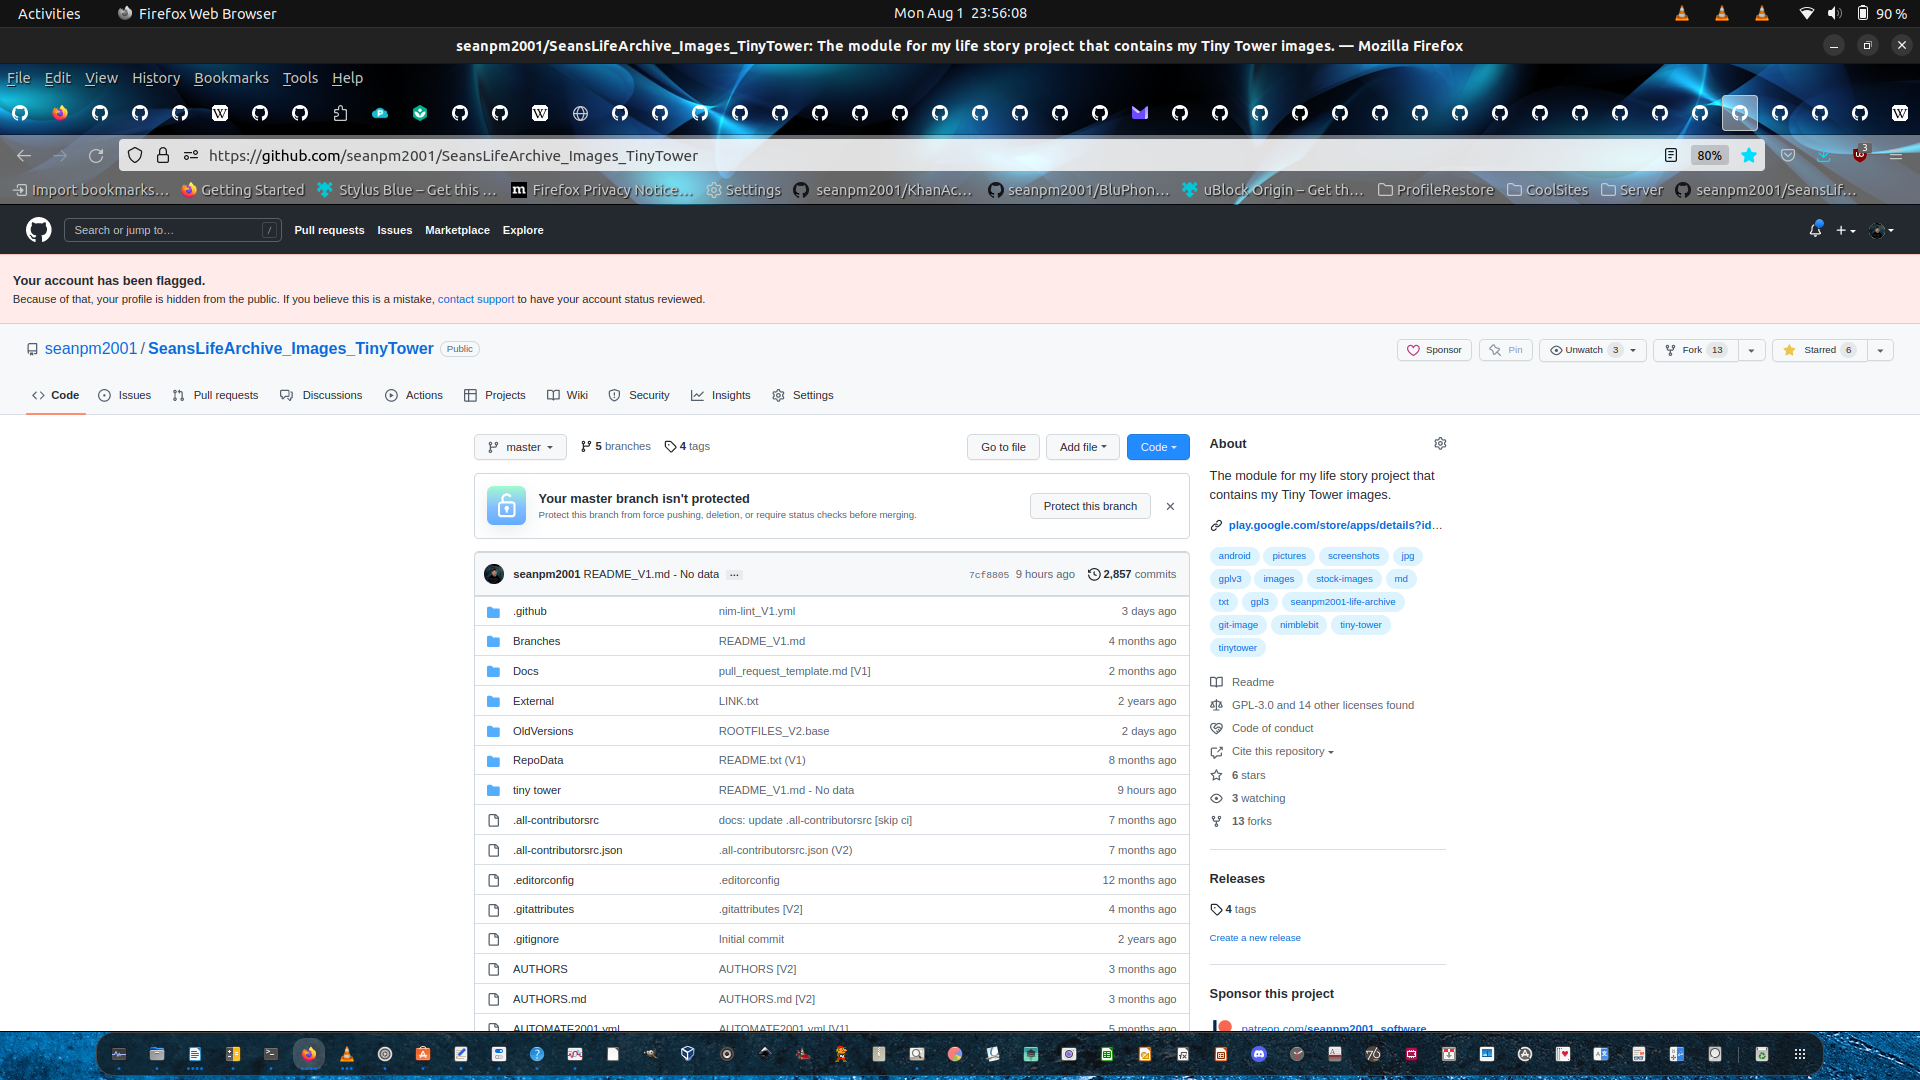 Activities
Firefox Web Browser
Mon Aug 1  23:56:08
90 %
seanpm2001/SeansLifeArchive_Images_TinyTower: The module for my life story project that contains my Tiny Tower images. — Mozilla Firefox
File Edit View History Bookmarks Tools Help
https://github.com/seanpm2001/SeansLifeArchive_Images_TinyTower
80%
3
Import bookmarks… Getting Started Stylus Blue – Get this … Firefox Privacy Notice… Settings seanpm2001/KhanAc… seanpm2001/BluPhon… uBlock Origin – Get th… ProfileRestore CoolSites Server seanpm2001/SeansLif…
Search or jump to… /
Pull requests Issues Marketplace Explore
Your account has been flagged.
Because of that, your profile is hidden from the public. If you believe this is a mistake, contact support to have your account status reviewed.
seanpm2001 / SeansLifeArchive_Images_TinyTower Public
Sponsor Pin Unwatch 3 Fork 13 Starred 6
Code Issues Pull requests Discussions Actions Projects Wiki Security Insights Settings
master 5 branches 4 tags
Go to file Add file Code
Your master branch isn't protected
Protect this branch from force pushing, deletion, or require status checks before merging.
Protect this branch
seanpm2001 README_V1.md - No data … 7cf8805 9 hours ago 2,857 commits
.github nim-lint_V1.yml 3 days ago
Branches README_V1.md 4 months ago
Docs pull_request_template.md [V1] 2 months ago
External LINK.txt 2 years ago
OldVersions ROOTFILES_V2.base 2 days ago
RepoData README.txt (V1) 8 months ago
tiny tower README_V1.md - No data 9 hours ago
.all-contributorsrc docs: update .all-contributorsrc [skip ci] 7 months ago
.all-contributorsrc.json .all-contributorsrc.json (V2) 7 months ago
.editorconfig .editorconfig 12 months ago
.gitattributes .gitattributes [V2] 4 months ago
.gitignore Initial commit 2 years ago
AUTHORS AUTHORS [V2] 3 months ago
AUTHORS.md AUTHORS.md [V2] 3 months ago
AUTOMATE2001.yml AUTOMATE2001.yml [V1] 5 months ago
About
The module for my life story project that
contains my Tiny Tower images.
play.google.com/store/apps/details?id…
android pictures screenshots jpg
gplv3 images stock-images md
txt gpl3 seanpm2001-life-archive
git-image nimblebit tiny-tower
tinytower
Readme
GPL-3.0 and 14 other licenses found
Code of conduct
Cite this repository
6 stars
3 watching
13 forks
Releases
4 tags
Create a new release
Sponsor this project
patreon.com/seanpm2001_software